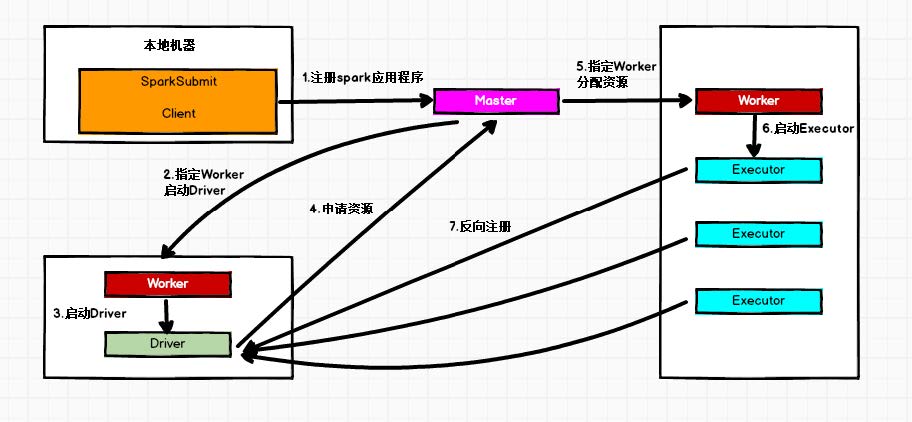 本地机器
SparkSubmit
Client
1.注册spark应用程序
Master
5.指定Worker
分配资源
Worker
6.启动Executor
Executor
2.指定Worker
启动Driver
4.申请资源
7.反向注册
Executor
Worker
3.启动Driver
Driver
Executor